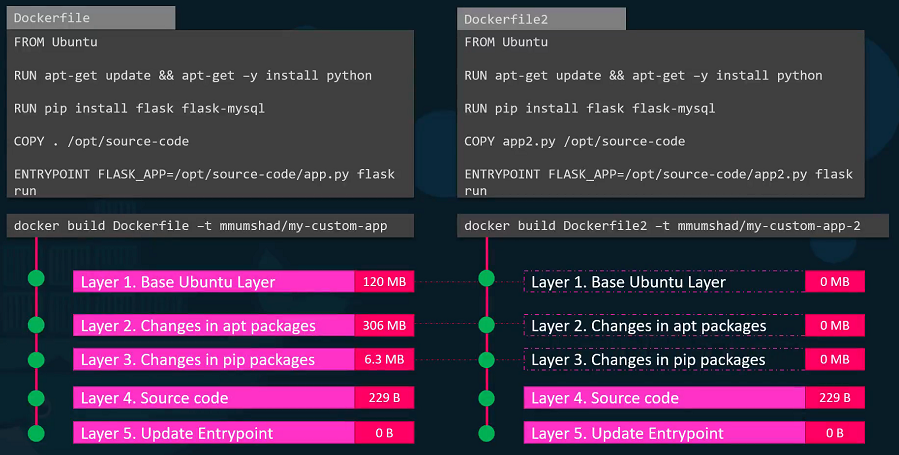 Dockerfile
FROM Ubuntu
RUN apt-get update && apt-get –y install python
RUN pip install flask flask-mysql
COPY . /opt/source-code
ENTRYPOINT FLASK_APP=/opt/source-code/app.py flask
run
docker build Dockerfile –t mmumshad/my-custom-app
Layer 1. Base Ubuntu Layer 120 MB
Layer 2. Changes in apt packages 306 MB
Layer 3. Changes in pip packages 6.3 MB
Layer 4. Source code 229 B
Layer 5. Update Entrypoint 0 B
Dockerfile2
FROM Ubuntu
RUN apt-get update && apt-get –y install python
RUN pip install flask flask-mysql
COPY app2.py /opt/source-code
ENTRYPOINT FLASK_APP=/opt/source-code/app2.py flask
run
docker build Dockerfile2 –t mmumshad/my-custom-app-2
Layer 1. Base Ubuntu Layer 0 MB
Layer 2. Changes in apt packages 0 MB
Layer 3. Changes in pip packages 0 MB
Layer 4. Source code 229 B
Layer 5. Update Entrypoint 0 B